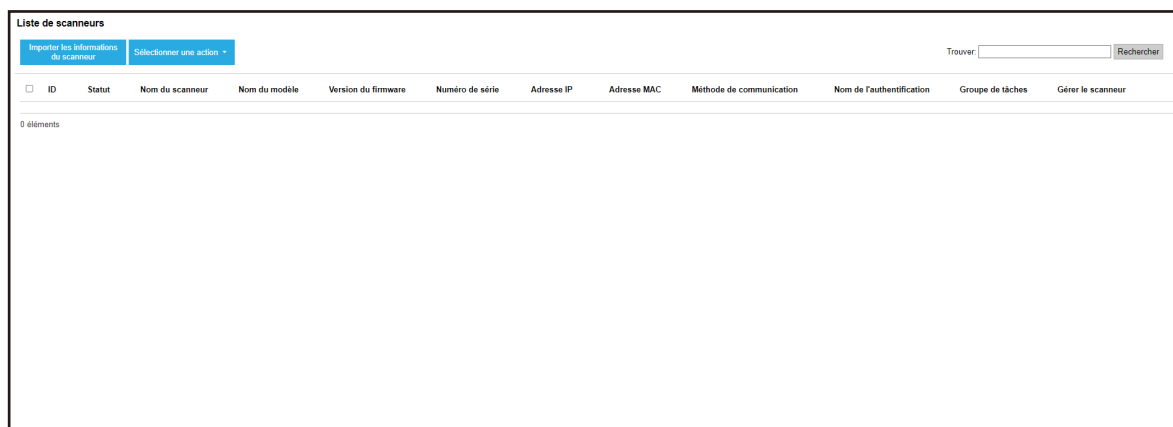 Liste de scanneurs
Importer les informations
du scanneur
Sélectionner une action
Trouver:
Rechercher
ID Statut Nom du scanneur Nom du modèle Version du firmware Numéro de série Adresse IP Adresse MAC Méthode de communication Nom de l'authentification Groupe de tâches Gérer le scanneur
0 éléments